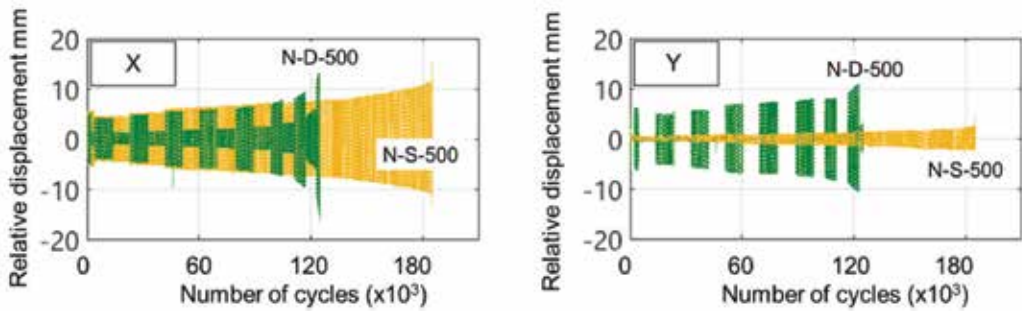 Relative displacement mm
20
10
0
-10
-20
X
N-D-500
N-S-500
0
60
120
180
Number of cycles (x10³)
Relative displacement mm
20
10
0
-10
-20
Y
N-D-500
N-S-500
0
60
120
180
Number of cycles (x10³)